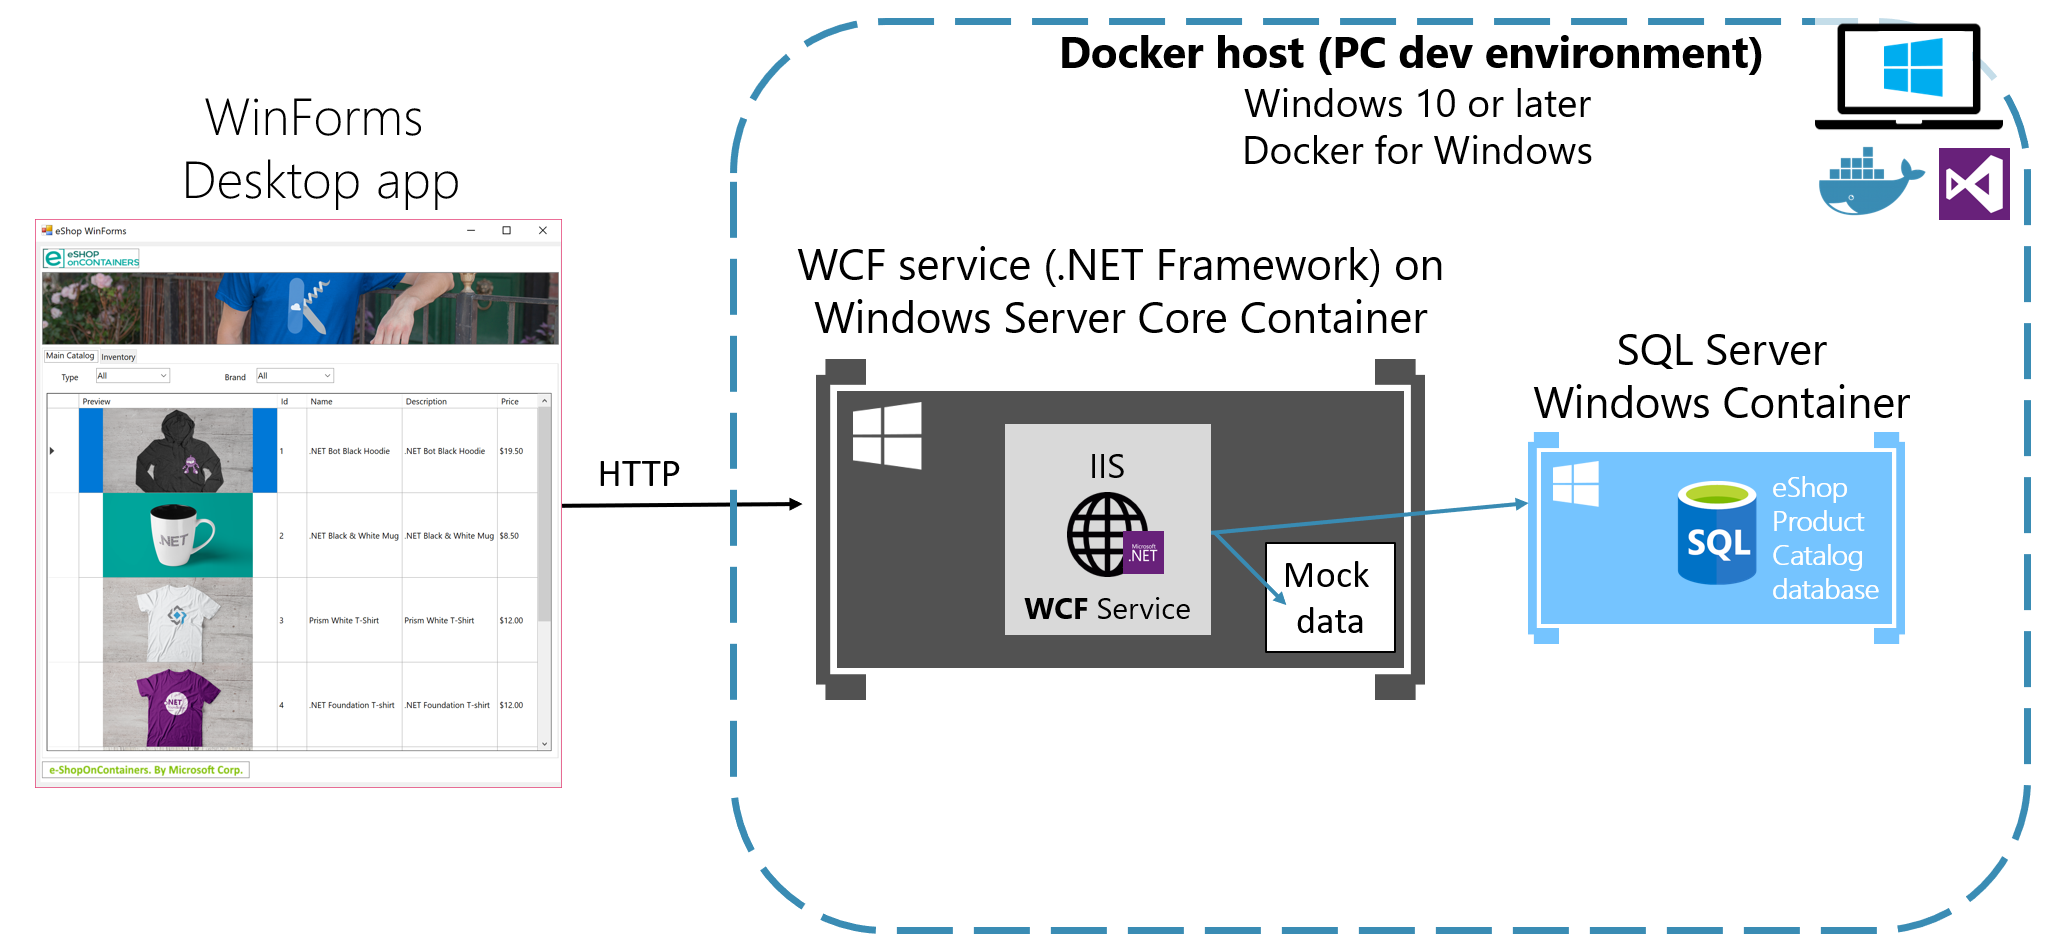 WinForms
Desktop app
eShop WinForms
e eSHOP
onCONTAINERS
Main Catalog Inventory
Type All Brand All
Preview Id Name Description Price
1 .NET Bot Black Hoodie .NET Bot Black Hoodie $19.50
.NET
2 .NET Black & White Mug .NET Black & White Mug $8.50
3 Prism White T-Shirt Prism White T-Shirt $12.00
.NET
4 .NET Foundation T-shirt .NET Foundation T-shirt $12.00
e-ShopOnContainers. By Microsoft Corp.
HTTP
Docker host (PC dev environment)
Windows 10 or later
Docker for Windows
WCF service (.NET Framework) on
Windows Server Core Container
IIS
Microsoft
.NET
WCF Service
Mock
data
SQL Server
Windows Container
SQL
eShop
Product
Catalog
database